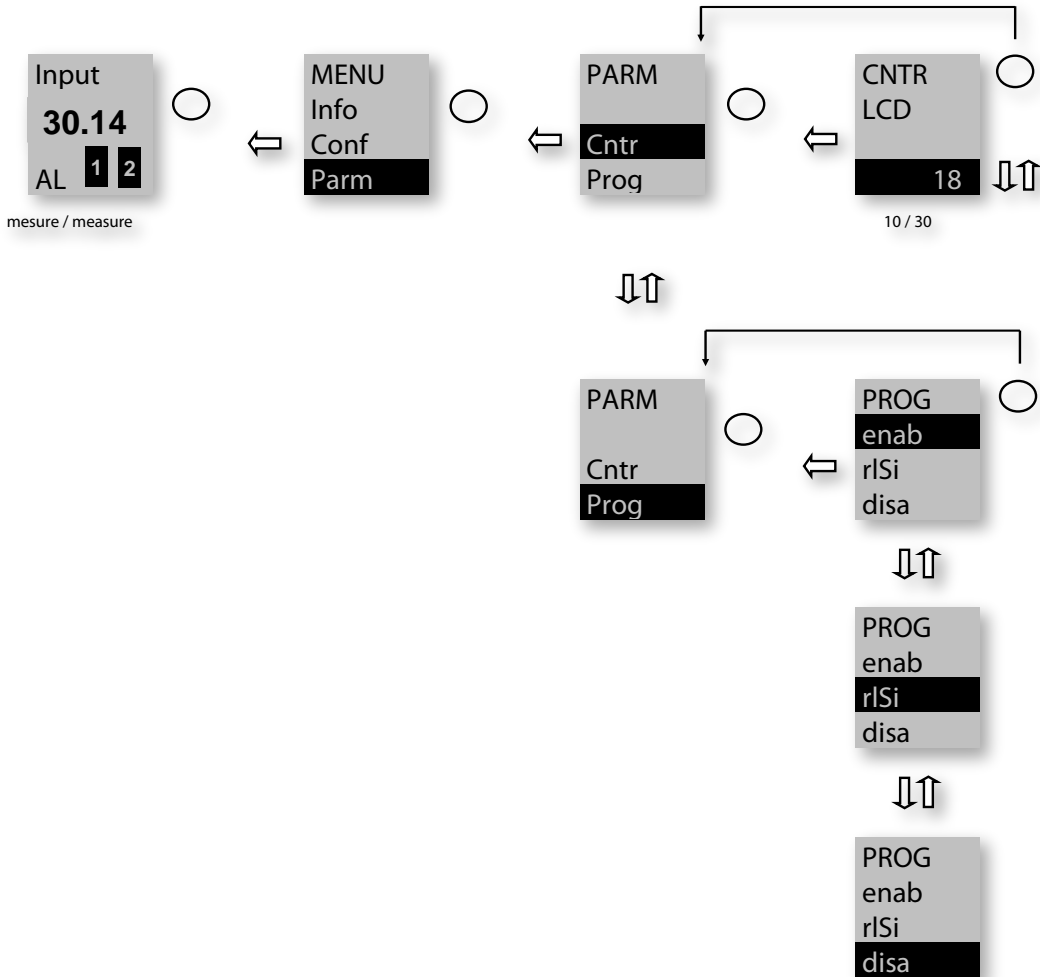 Input
30.14
AL 1 2
mesure / measure
MENU
Info
Conf
Parm
PARM
Cntr
Prog
CNTR
LCD
18
10 / 30
PARM
Cntr
Prog
PROG
enab
rlSi
disa
PROG
enab
rlSi
disa
PROG
enab
rlSi
disa